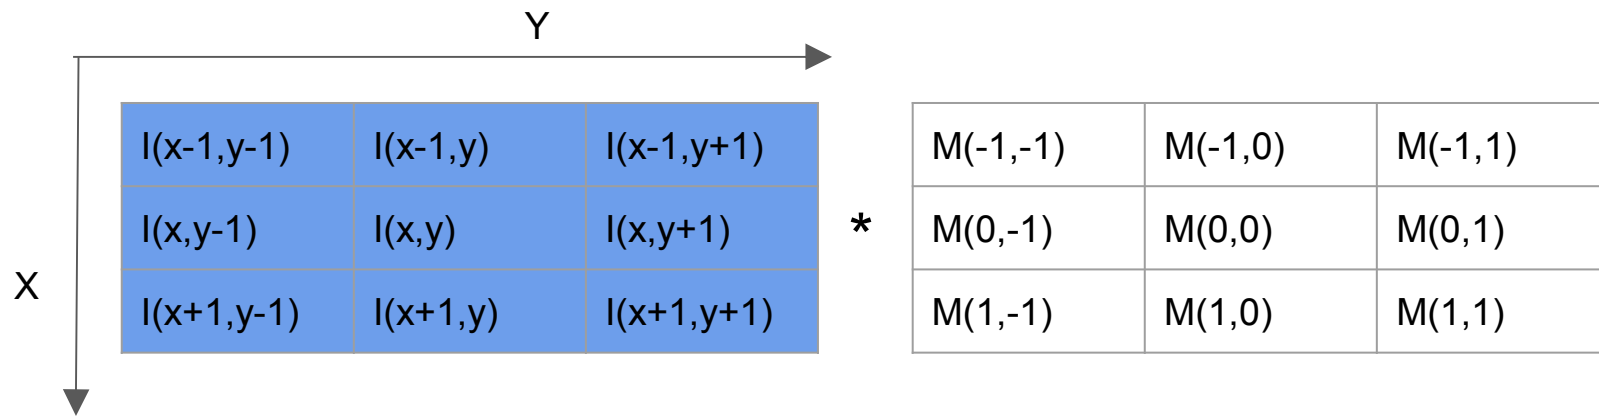 Y
I(x-1,y-1) I(x-1,y) I(x-1,y+1) M(-1,-1) M(-1,0) M(-1,1)
I(x,y-1) I(x,y) I(x,y+1) * M(0,-1) M(0,0) M(0,1)
X
I(x+1,y-1) I(x+1,y) I(x+1,y+1) M(1,-1) M(1,0) M(1,1)